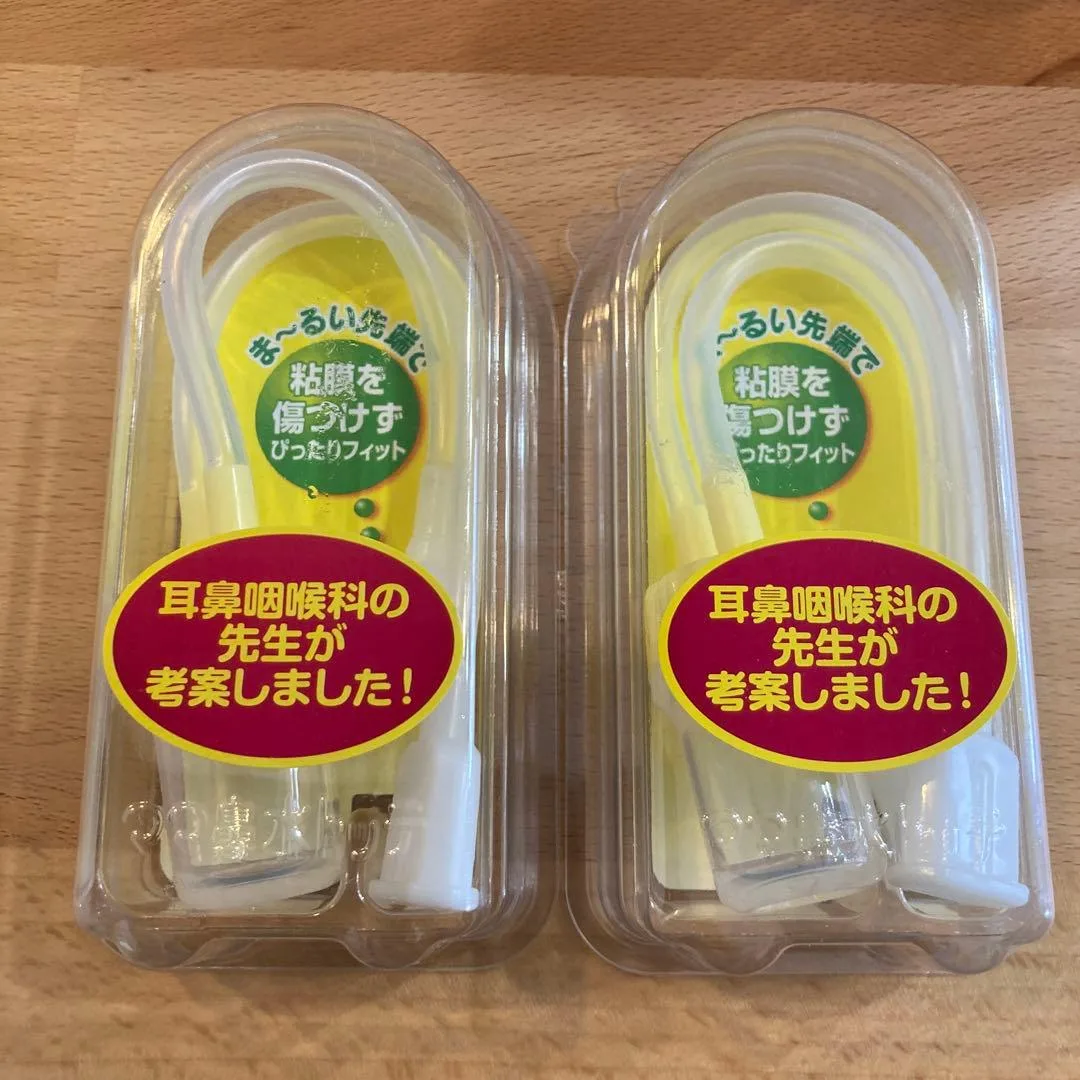 ま〜るい先端で
粘膜を
傷つけず
ぴったりフィット
耳鼻咽喉科の
先生が
考案しました!
〜るい先端で
粘膜を
傷つけず
ったりフィット
耳鼻咽喉科の
先生が
考案しました!